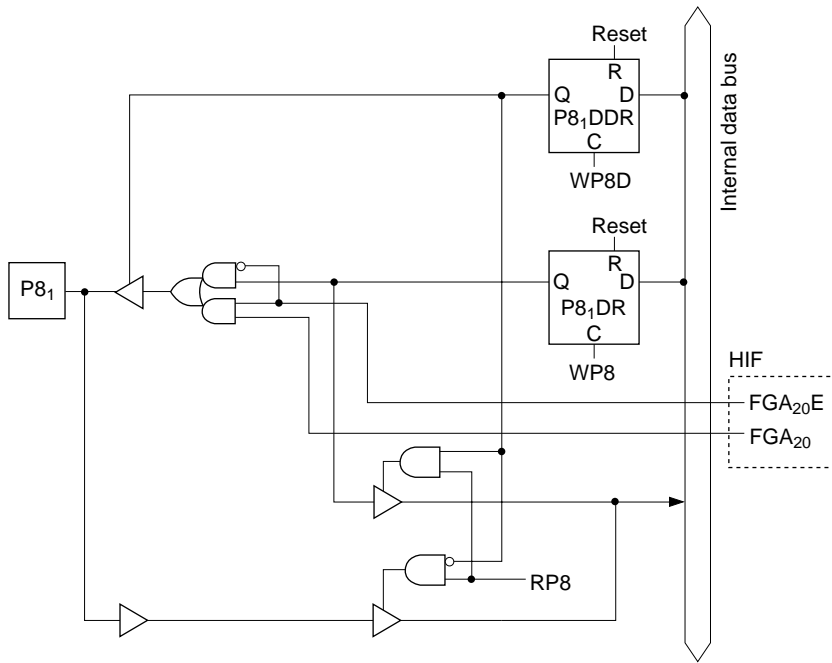 Reset
R
Q D
P8₁DDR
C
WP8D
Internal data bus
Reset
R
Q D
P8₁DR
C
WP8
P8₁
HIF
FGA₂₀E
FGA₂₀
RP8